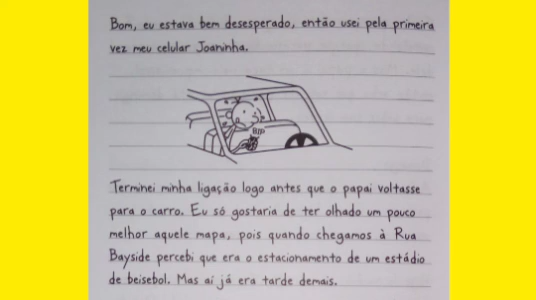 Bom, eu estava bem desesperado, então usei pela primeira
vez meu celular Joaninha.
BIP
Terminei minha ligação logo antes que o papai voltasse
para o carro. Eu só gostaria de ter olhado um pouco
melhor aquele mapa, pois quando chegamos à Rua
Bayside percebi que era o estacionamento de um estádio
de beisebol. Mas aí já era tarde demais.